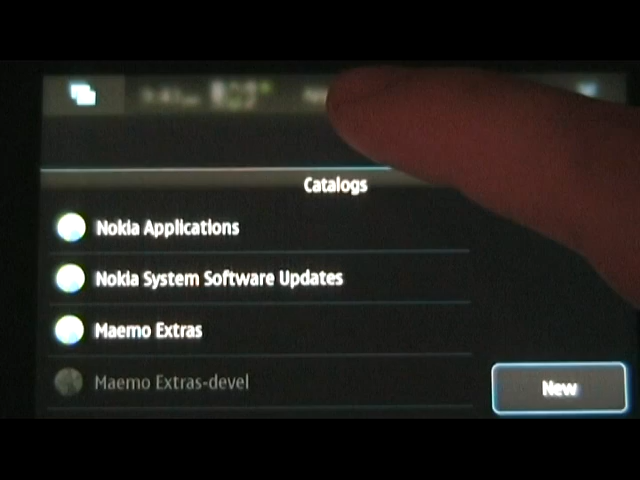 Catalogs
Nokia Applications
Nokia System Software Updates
Maemo Extras
Maemo Extras-devel
New